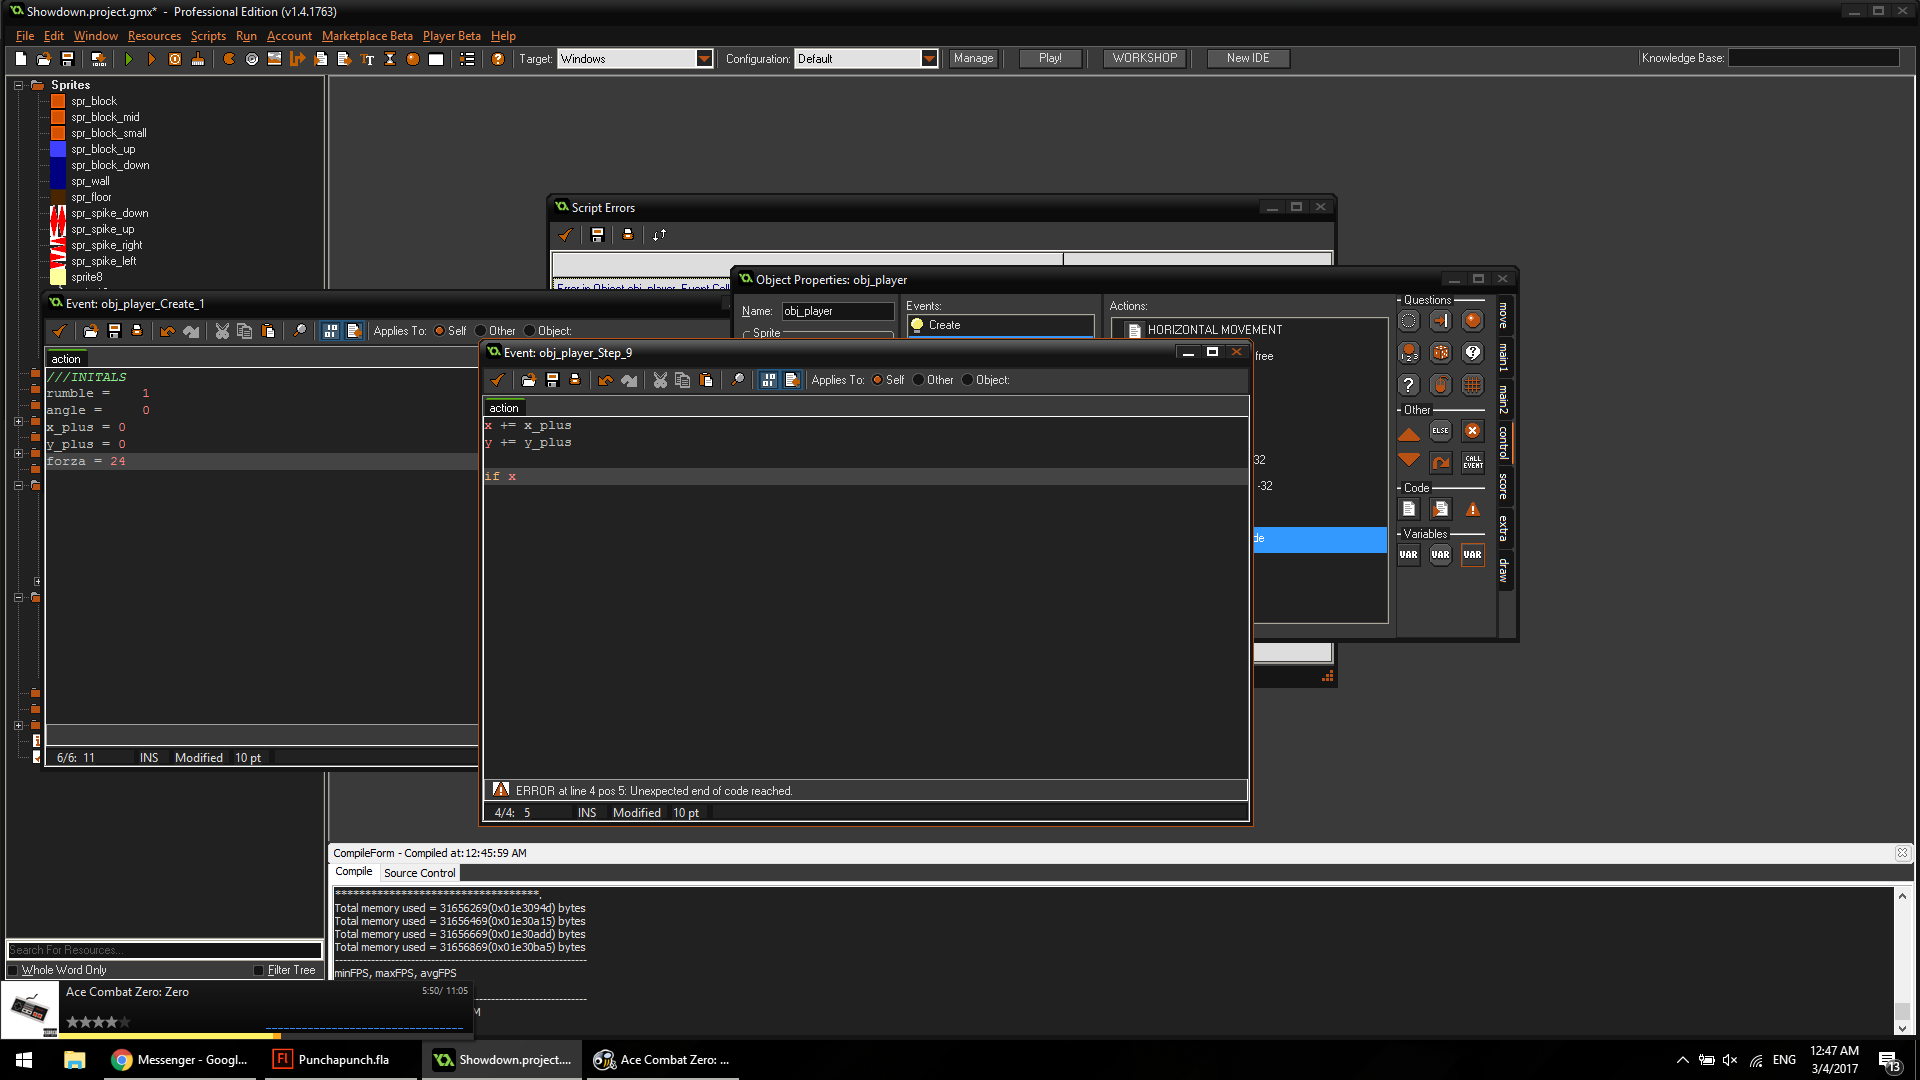 Showdown.project.gmx*  -  Professional Edition (v1.4.1763)
File Edit Window Resources Scripts Run Account Marketplace Beta Player Beta Help
Target: Windows Configuration: Default Manage Play! WORKSHOP New IDE Knowledge Base:
Sprites
spr_block
spr_block_mid
spr_block_small
spr_block_up
spr_block_down
spr_wall
spr_floor
spr_spike_down
spr_spike_up
spr_spike_right
spr_spike_left
sprite8
Script Errors
Object Properties: obj_player
Name: obj_player
Sprite
Events:
Create
Actions:
HORIZONTAL MOVEMENT
free
32
-32
de
Questions
Other
ELSE
CALL EVENT
Code
Variables
VAR VAR VAR
move
main1
main2
control
score
extra
draw
Event: obj_player_Create_1
Applies To: Self Other Object:
action
///INITALS
rumble =    1
angle =     0
x_plus = 0
y_plus = 0
forza = 24
6/6: 11 INS Modified 10 pt
Event: obj_player_Step_9
Applies To: Self Other Object:
action
x += x_plus
y += y_plus
if x
ERROR at line 4 pos 5: Unexpected end of code reached.
4/4: 5 INS Modified 10 pt
CompileForm - Compiled at:12:45:59 AM
Compile Source Control
***********************************.
Total memory used = 31656269(0x01e3094d) bytes
Total memory used = 31656469(0x01e30a15) bytes
Total memory used = 31656669(0x01e30add) bytes
Total memory used = 31656869(0x01e30ba5) bytes
minFPS, maxFPS, avgFPS
Search For Resources...
Whole Word Only Filter Tree
Ace Combat Zero: Zero 5:50/ 11:05
Messenger - Googl...
Punchapunch.fla
Showdown.project....
Ace Combat Zero: ...
ENG
12:47 AM
3/4/2017
13